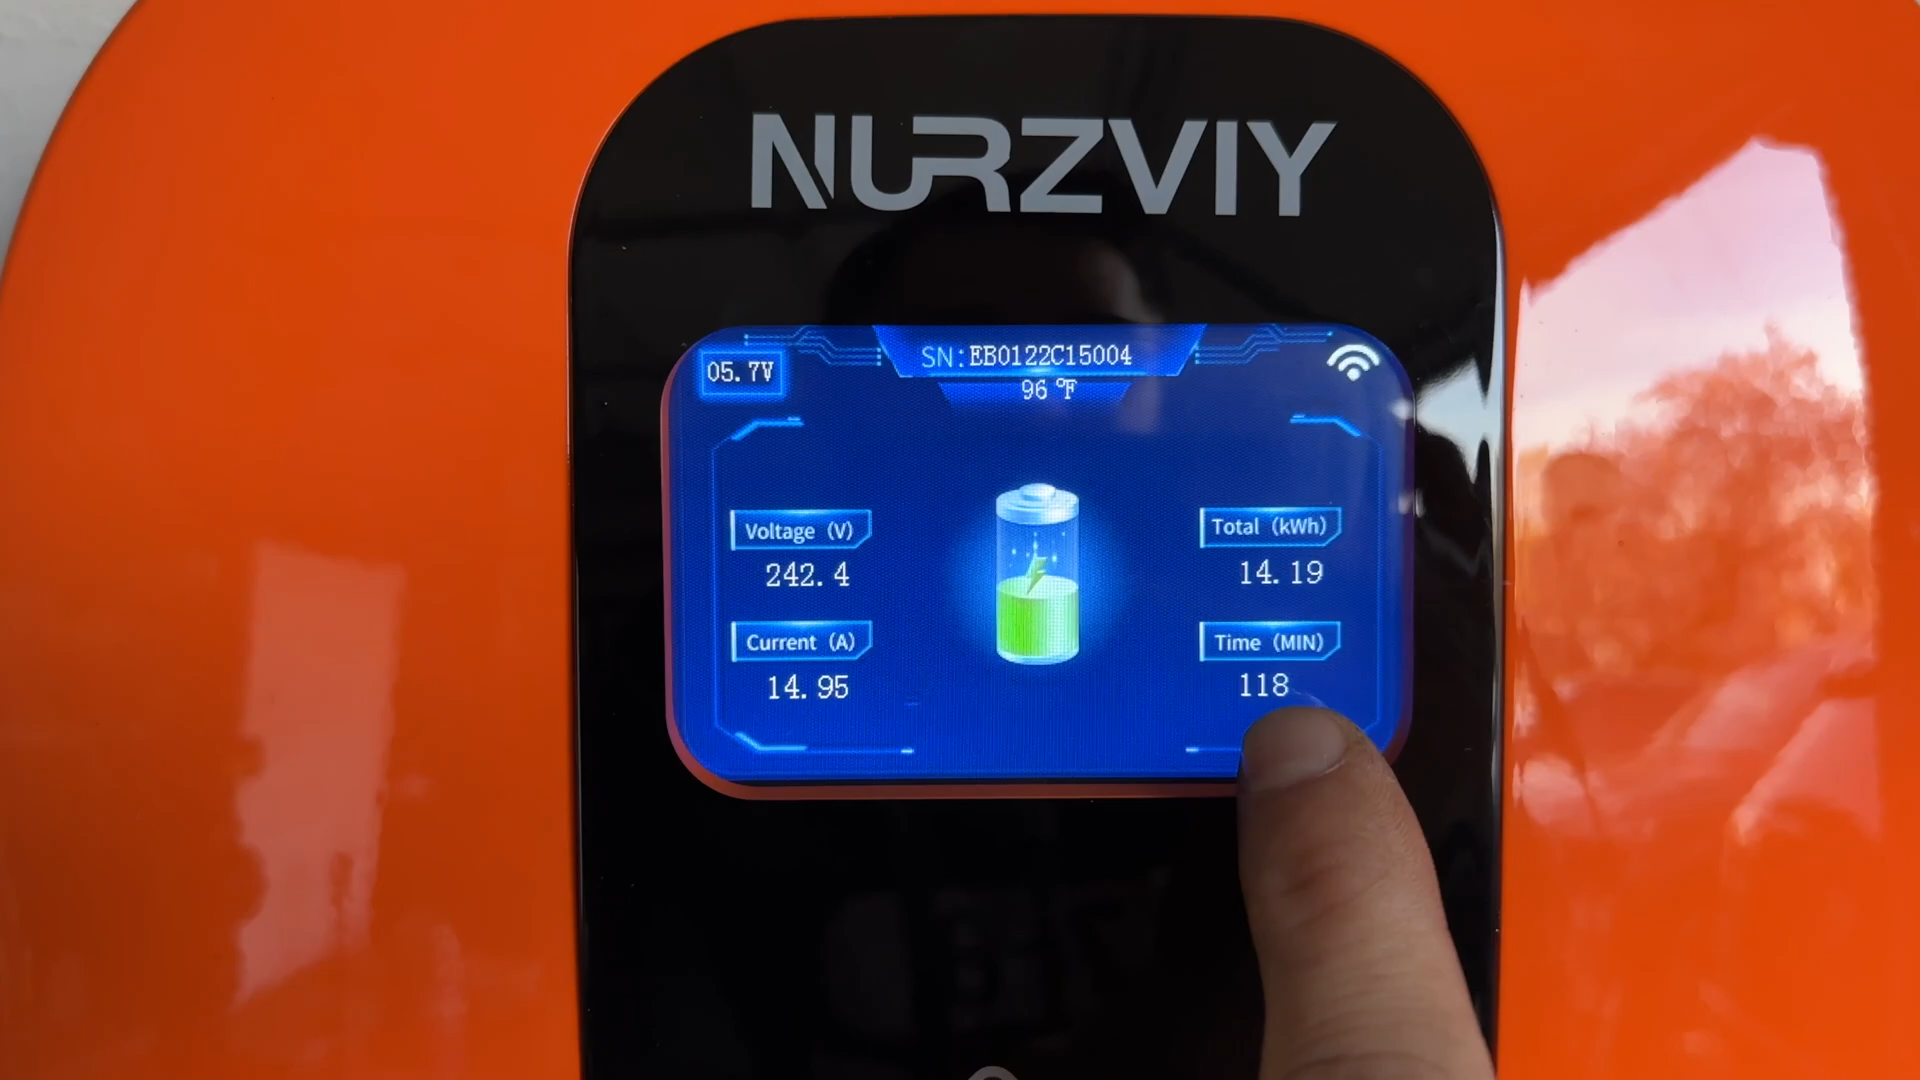 NURZVIY
05.7V
SN:EB0122C15004
96 ℉
Voltage (V)
242.4
Total (kWh)
14.19
Current (A)
14.95
Time (MIN)
118